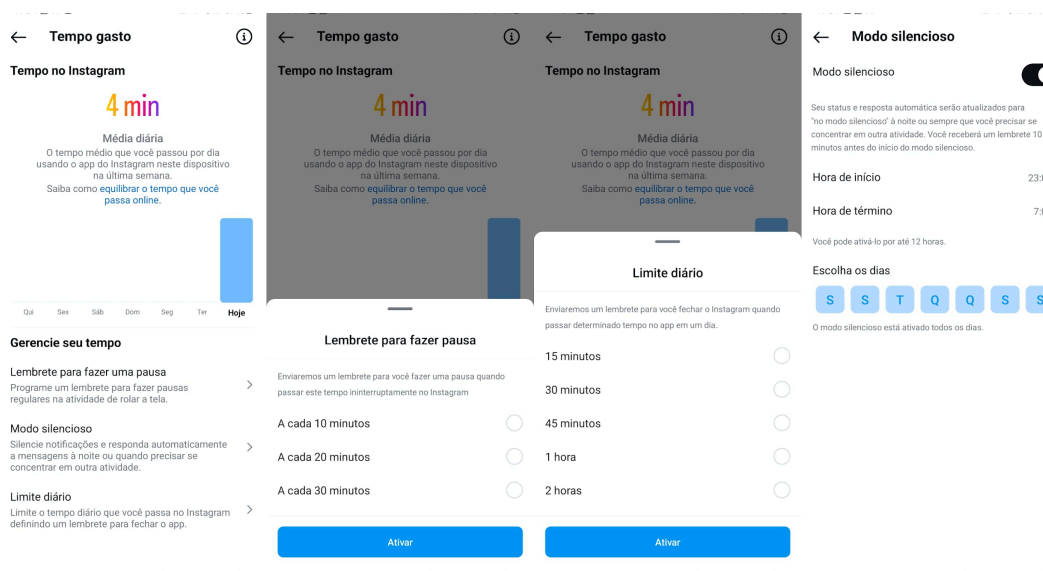 Tempo gasto
Tempo no Instagram
4 min
Média diária
O tempo médio que você passou por dia
usando o app do Instagram neste dispositivo
na última semana.
Saiba como equilibrar o tempo que você
passa online.
Qui Sex Sáb Dom Seg Ter Hoje
Gerencie seu tempo
Lembrete para fazer uma pausa
Programe um lembrete para fazer pausas
regulares na atividade de rolar a tela.
Modo silencioso
Silencie notificações e responda automaticamente
a mensagens à noite ou quando precisar se
concentrar em outra atividade.
Limite diário
Limite o tempo diário que você passa no Instagram
definindo um lembrete para fechar o app.
Tempo gasto
Tempo no Instagram
4 min
Média diária
O tempo médio que você passou por dia
usando o app do Instagram neste dispositivo
na última semana.
Saiba como equilibrar o tempo que você
passa online.
Lembrete para fazer pausa
Enviaremos um lembrete para você fazer uma pausa quando
passar este tempo ininterruptamente no Instagram
A cada 10 minutos
A cada 20 minutos
A cada 30 minutos
Ativar
Tempo gasto
Tempo no Instagram
4 min
Média diária
O tempo médio que você passou por dia
usando o app do Instagram neste dispositivo
na última semana.
Saiba como equilibrar o tempo que você
passa online.
Limite diário
Enviaremos um lembrete para você fechar o Instagram quando
passar determinado tempo no app em um dia.
15 minutos
30 minutos
45 minutos
1 hora
2 horas
Ativar
Modo silencioso
Modo silencioso
Seu status e resposta automática serão atualizados para
"no modo silencioso" à noite ou sempre que você precisar se
concentrar em outra atividade. Você receberá um lembrete 10
minutos antes do início do modo silencioso.
Hora de início
Hora de término
Você pode ativá-lo por até 12 horas.
Escolha os dias
S S T Q Q S S
O modo silencioso está ativado todos os dias.